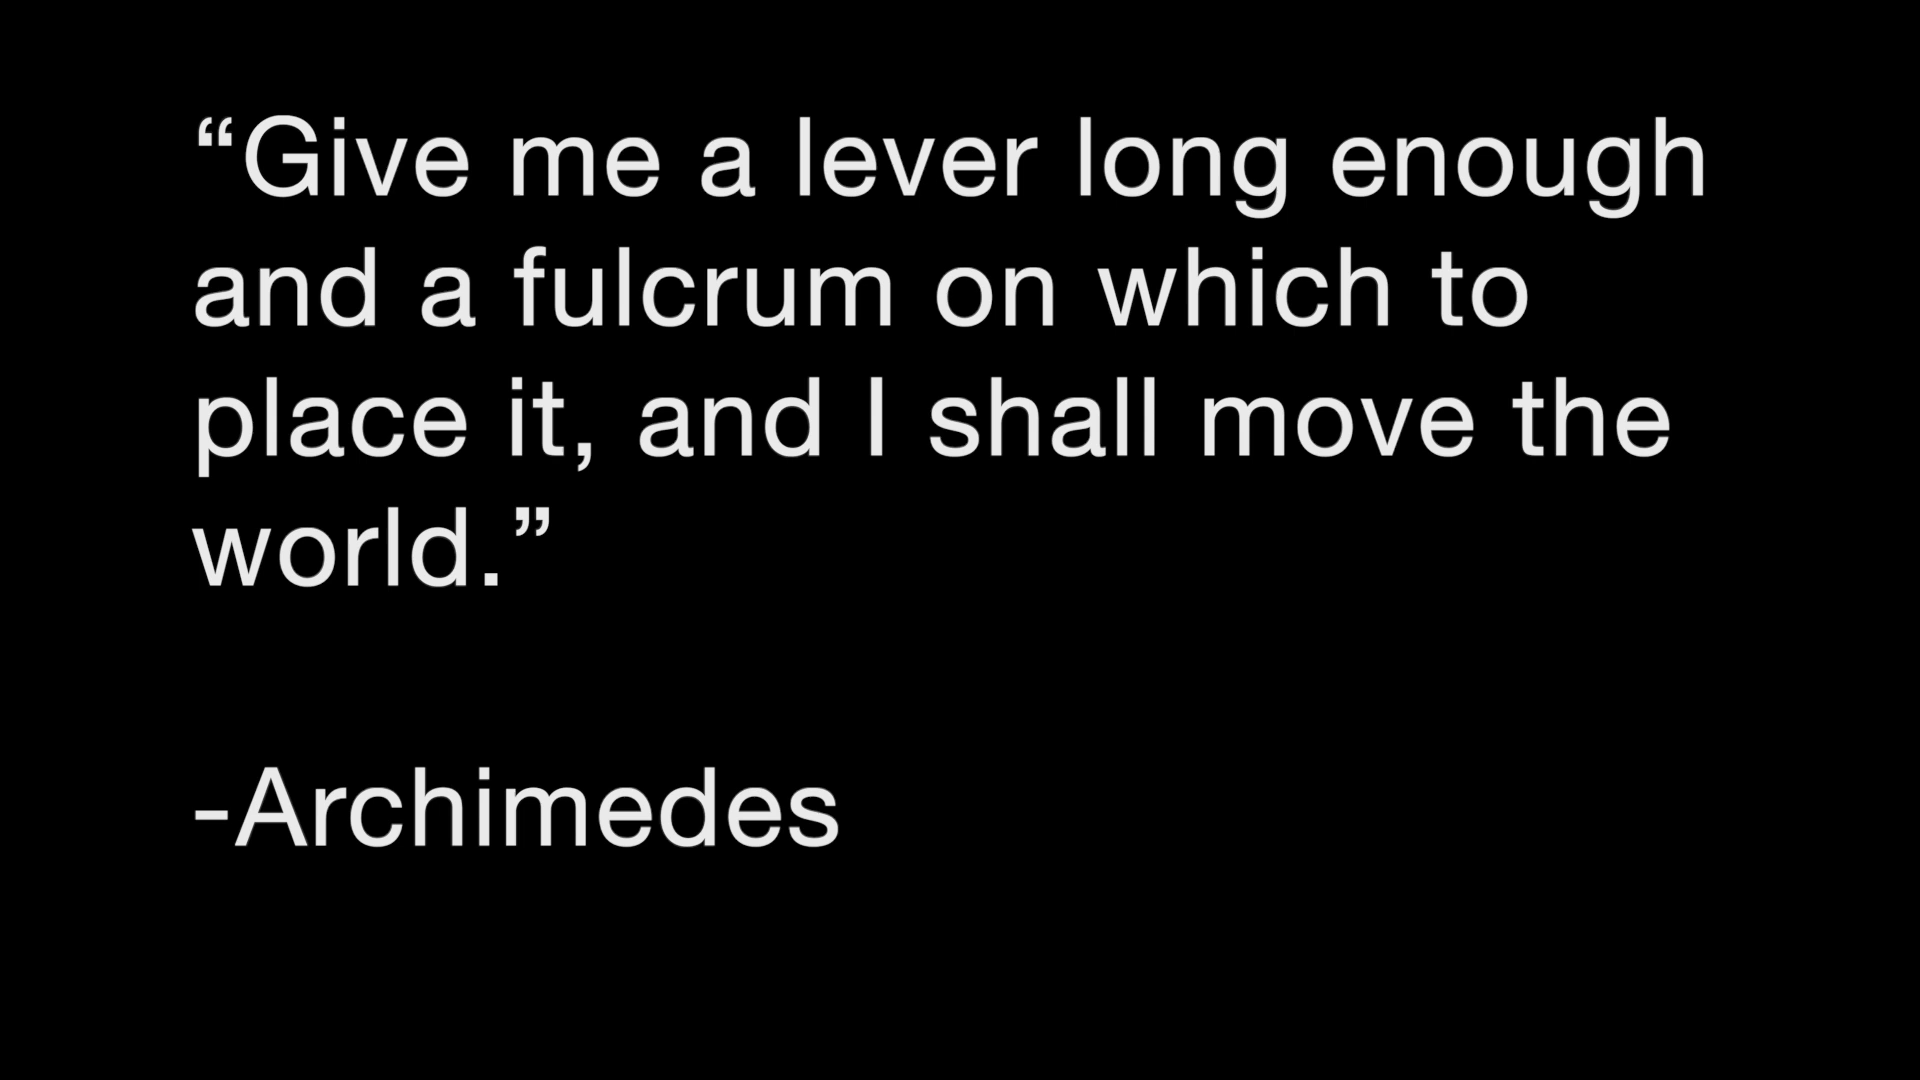 “Give me a lever long enough
and a fulcrum on which to
place it, and I shall move the
world.”
-Archimedes